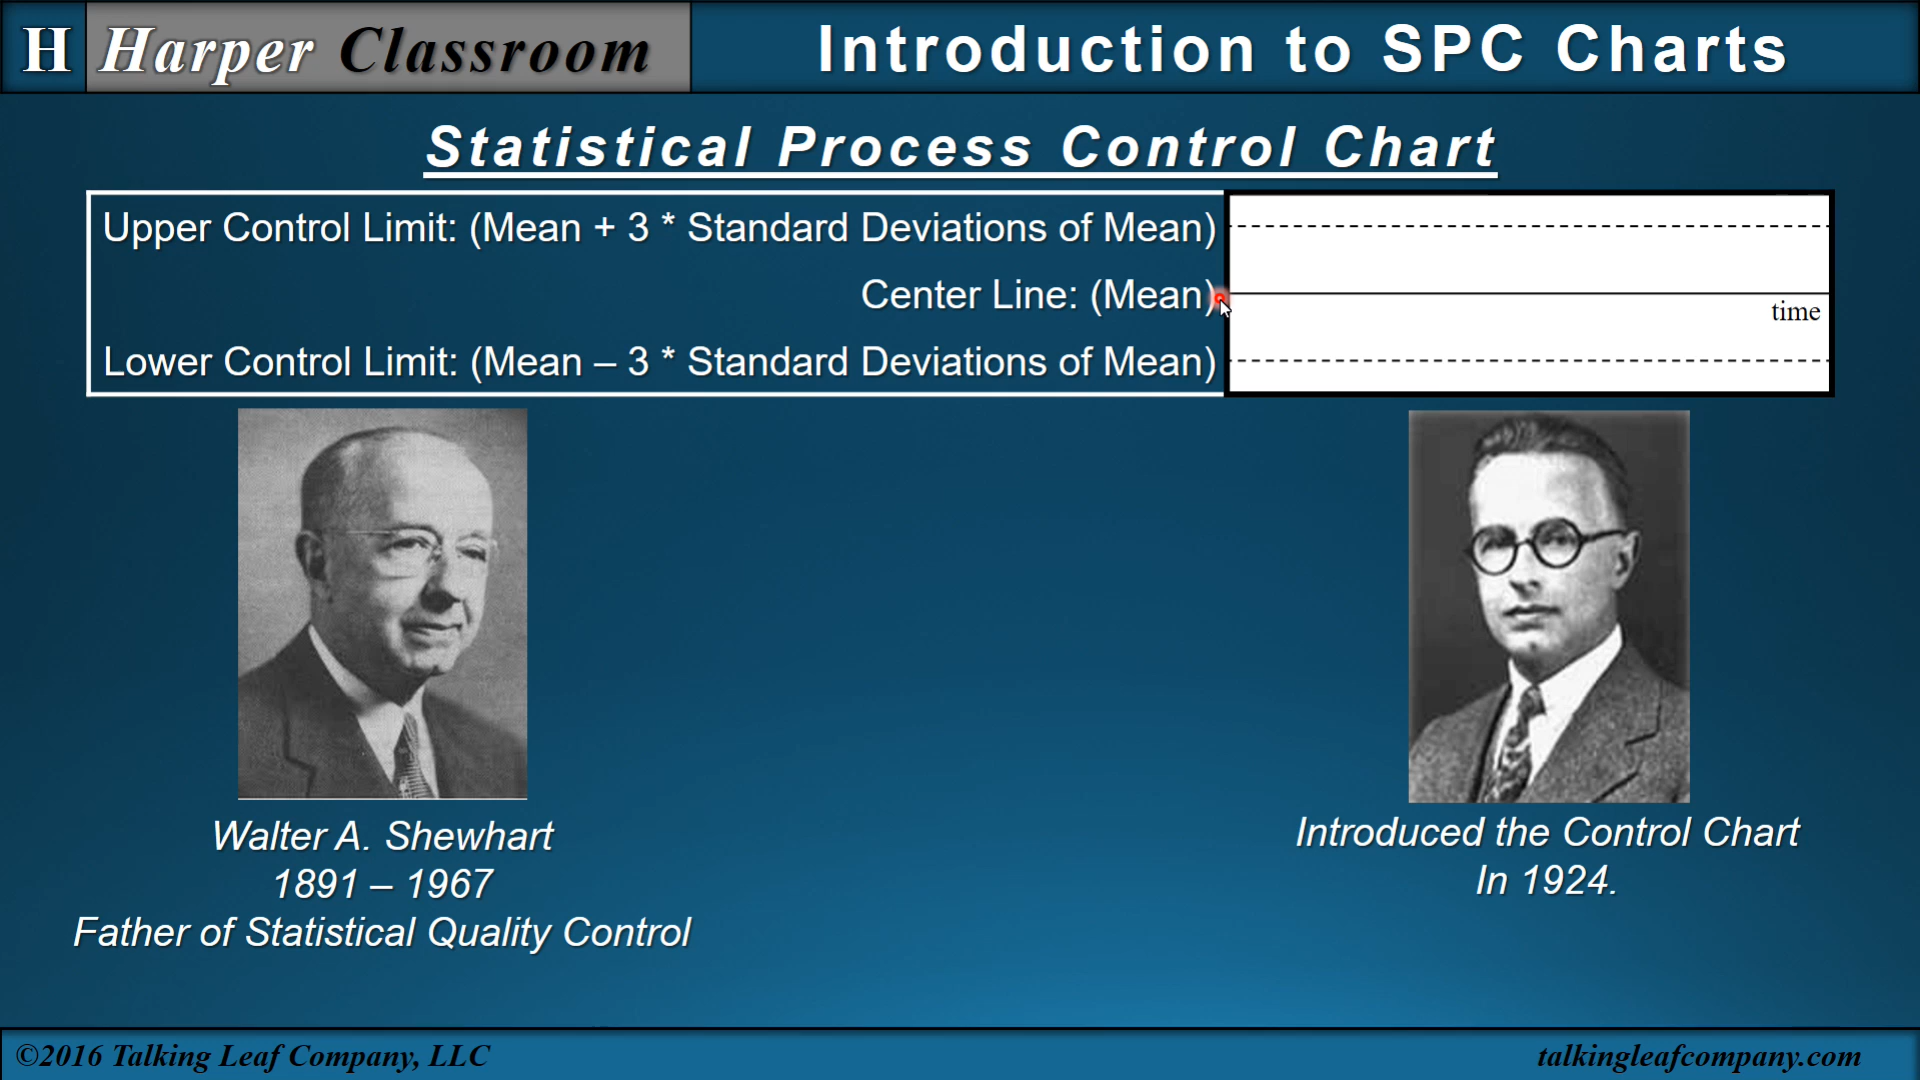 H Harper Classroom
Introduction to SPC Charts
Statistical Process Control Chart
Upper Control Limit: (Mean + 3 * Standard Deviations of Mean)
Center Line: (Mean)
time
Lower Control Limit: (Mean – 3 * Standard Deviations of Mean)
Walter A. Shewhart
1891 – 1967
Father of Statistical Quality Control
Introduced the Control Chart
In 1924.
©2016 Talking Leaf Company, LLC
talkingleafcompany.com